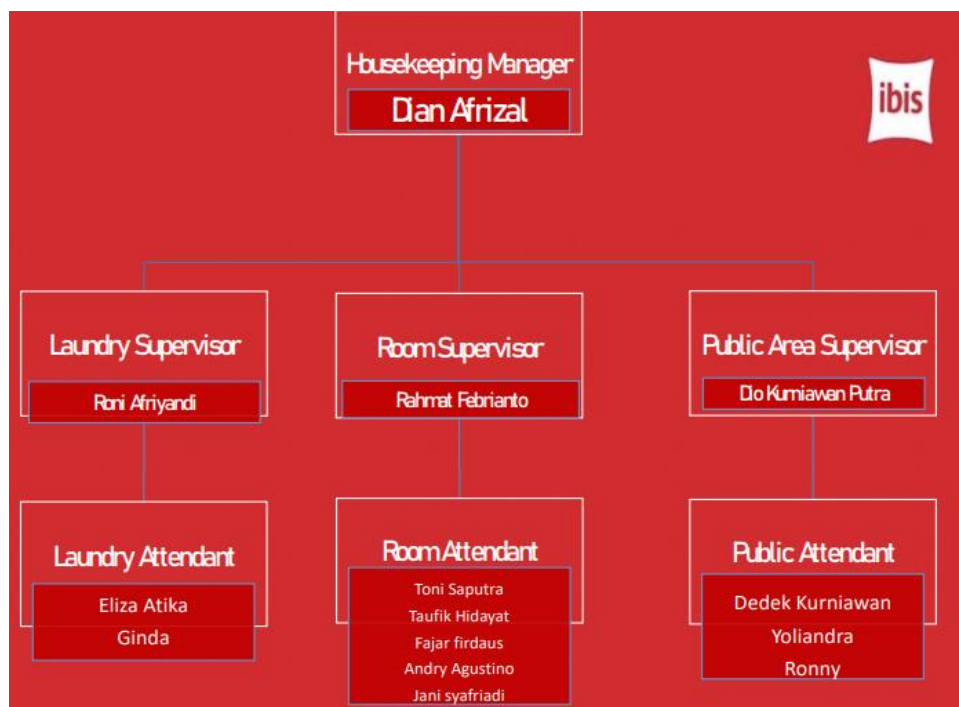 Housekeeping Manager
Dian Afrizal
ibis
Laundry Supervisor
Roni Afriyandi
Room Supervisor
Rahmat Febrianto
Public Area Supervisor
Dio Kurniawan Putra
Laundry Attendant
Eliza Atika
Ginda
Room Attendant
Toni Saputra
Taufik Hidayat
Fajar firdaus
Andry Agustino
Jani syafriadi
Public Attendant
Dedek Kurniawan
Yoliandra
Ronny